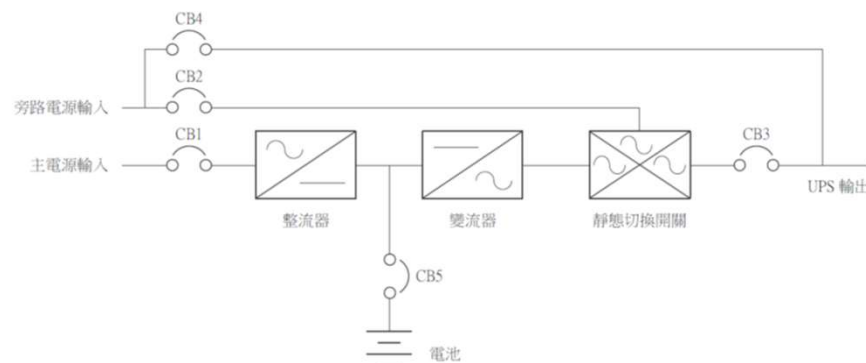 CB4
CB2
旁路電源輸入
CB1
CB3
主電源輸入
UPS 輸出
整流器
變流器
靜態切換開關
CB5
電池